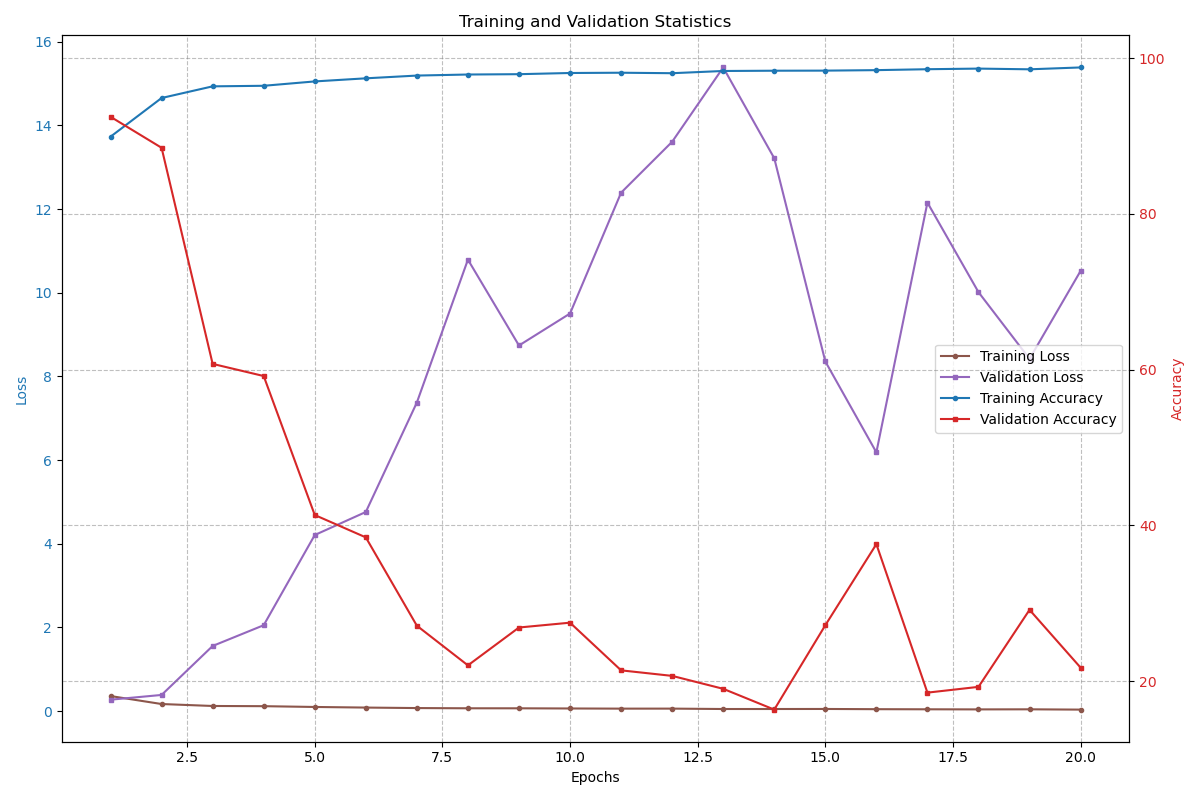 Training and Validation Statistics
16
14
12
10
8
6
4
2
0
Loss
100
80
60
40
20
Accuracy
Training Loss
Validation Loss
Training Accuracy
Validation Accuracy
2.5 5.0 7.5 10.0 12.5 15.0 17.5 20.0
Epochs